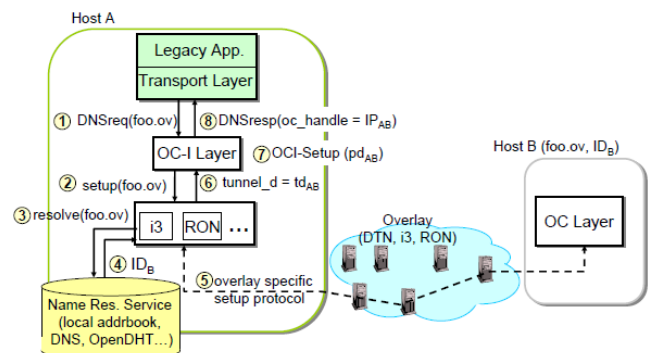 Host A
Legacy App.
Transport Layer
1 DNSreq(foo.ov)
8 DNSresp(oc_handle = IPAB)
OC-I Layer
7 OCI-Setup (pdAB)
2 setup(foo.ov)
6 tunnel_d = tdAB
3 resolve(foo.ov)
i3
RON
...
4 IDB
5 overlay specific
setup protocol
Name Res. Service
(local addrbook,
DNS, OpenDHT…)
Overlay
(DTN, i3, RON)
Host B (foo.ov, IDB)
OC Layer